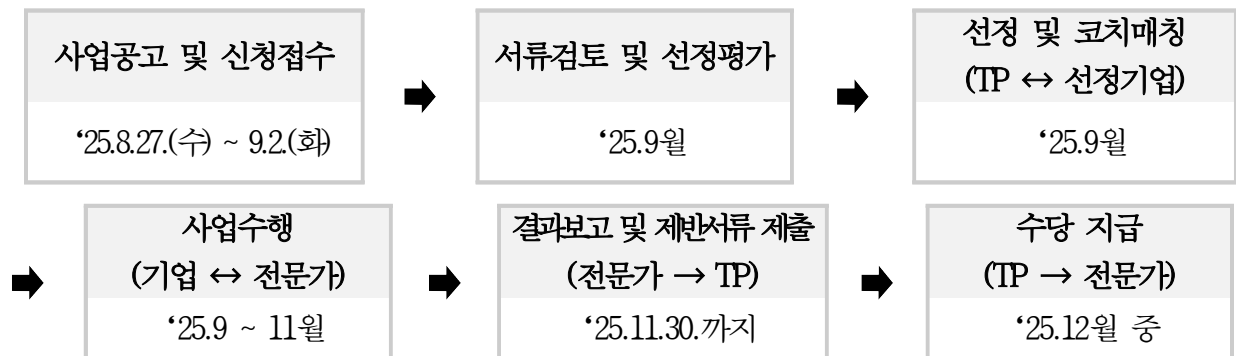 사업공고 및 신청접수
‘25.8.27.(수) ~ 9.2.(화)
서류검토 및 선정평가
‘25.9월
선정 및 코치매칭
(TP ↔ 선정기업)
‘25.9월
사업수행
(기업 ↔ 전문가)
‘25.9 ~ 11월
결과보고 및 제반서류 제출
(전문가 → TP)
‘25.11.30.까지
수당 지급
(TP → 전문가)
‘25.12월 중